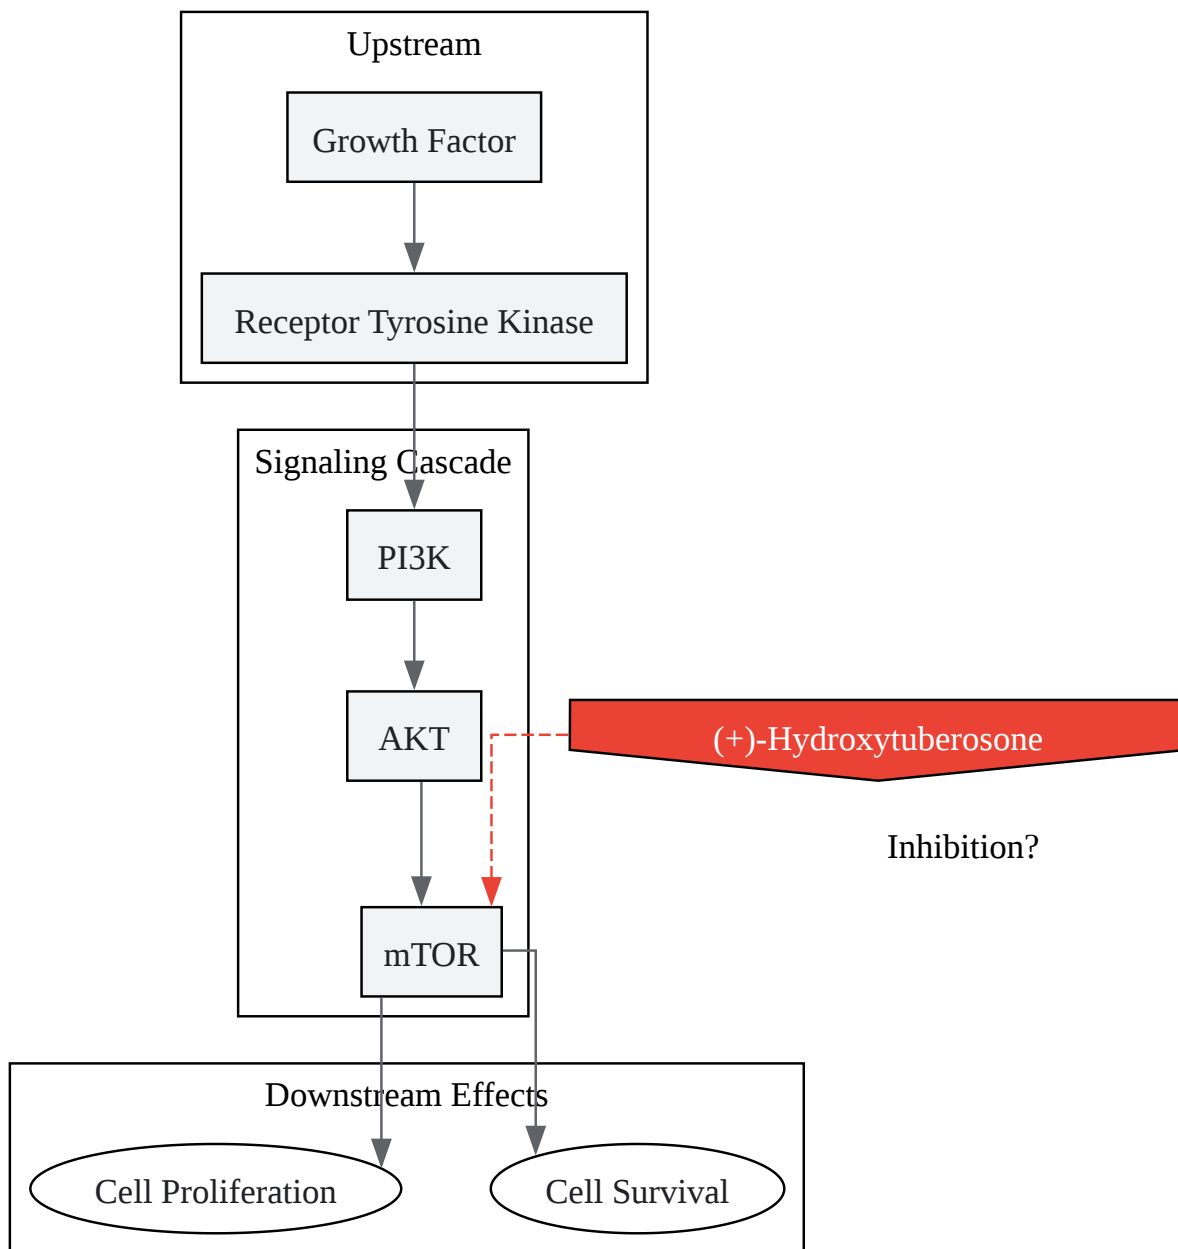 Upstream
Growth Factor
Receptor Tyrosine Kinase
Signaling Cascade
PI3K
AKT
(+)-Hydroxytuberosone
Inhibition?
mTOR
Downstream Effects
Cell Proliferation
Cell Survival